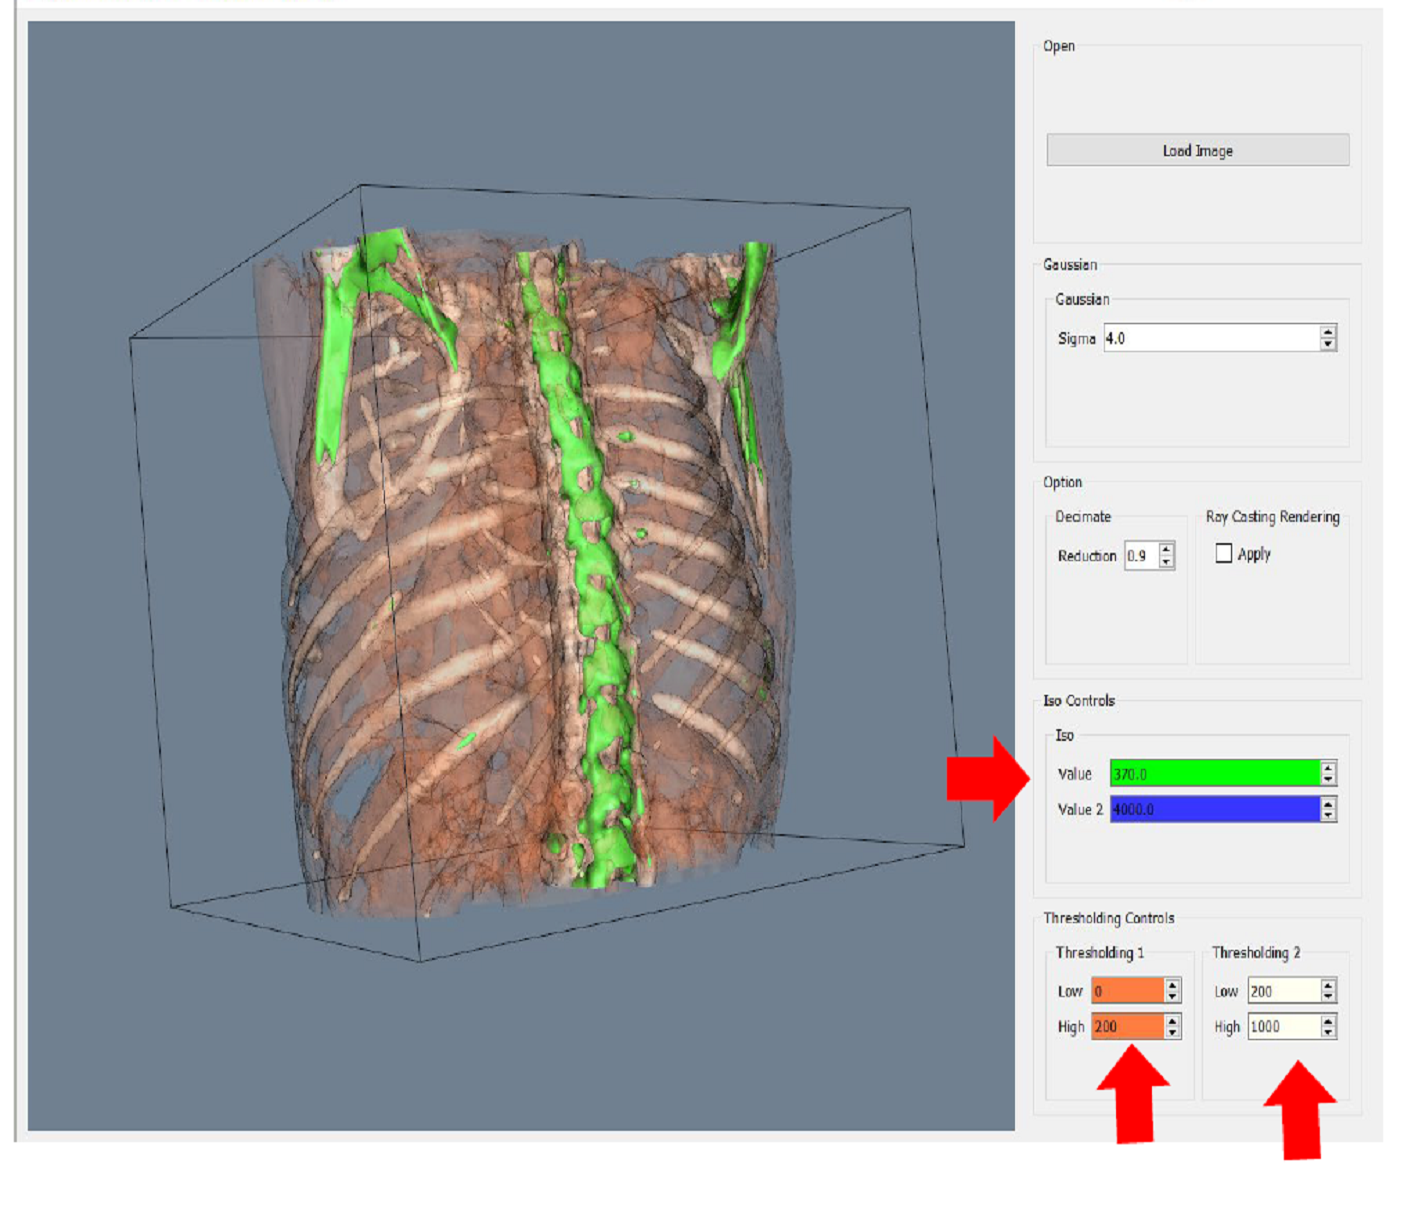 Open
Load Image
Gaussian
Gaussian
Sigma 4.0
Option
Decimate
Reduction 0.9
Ray Casting Rendering
Apply
Iso Controls
Iso
Value 370.0
Value 2 4000.0
Thresholding Controls
Thresholding 1
Low 0
High 200
Thresholding 2
Low 200
High 1000